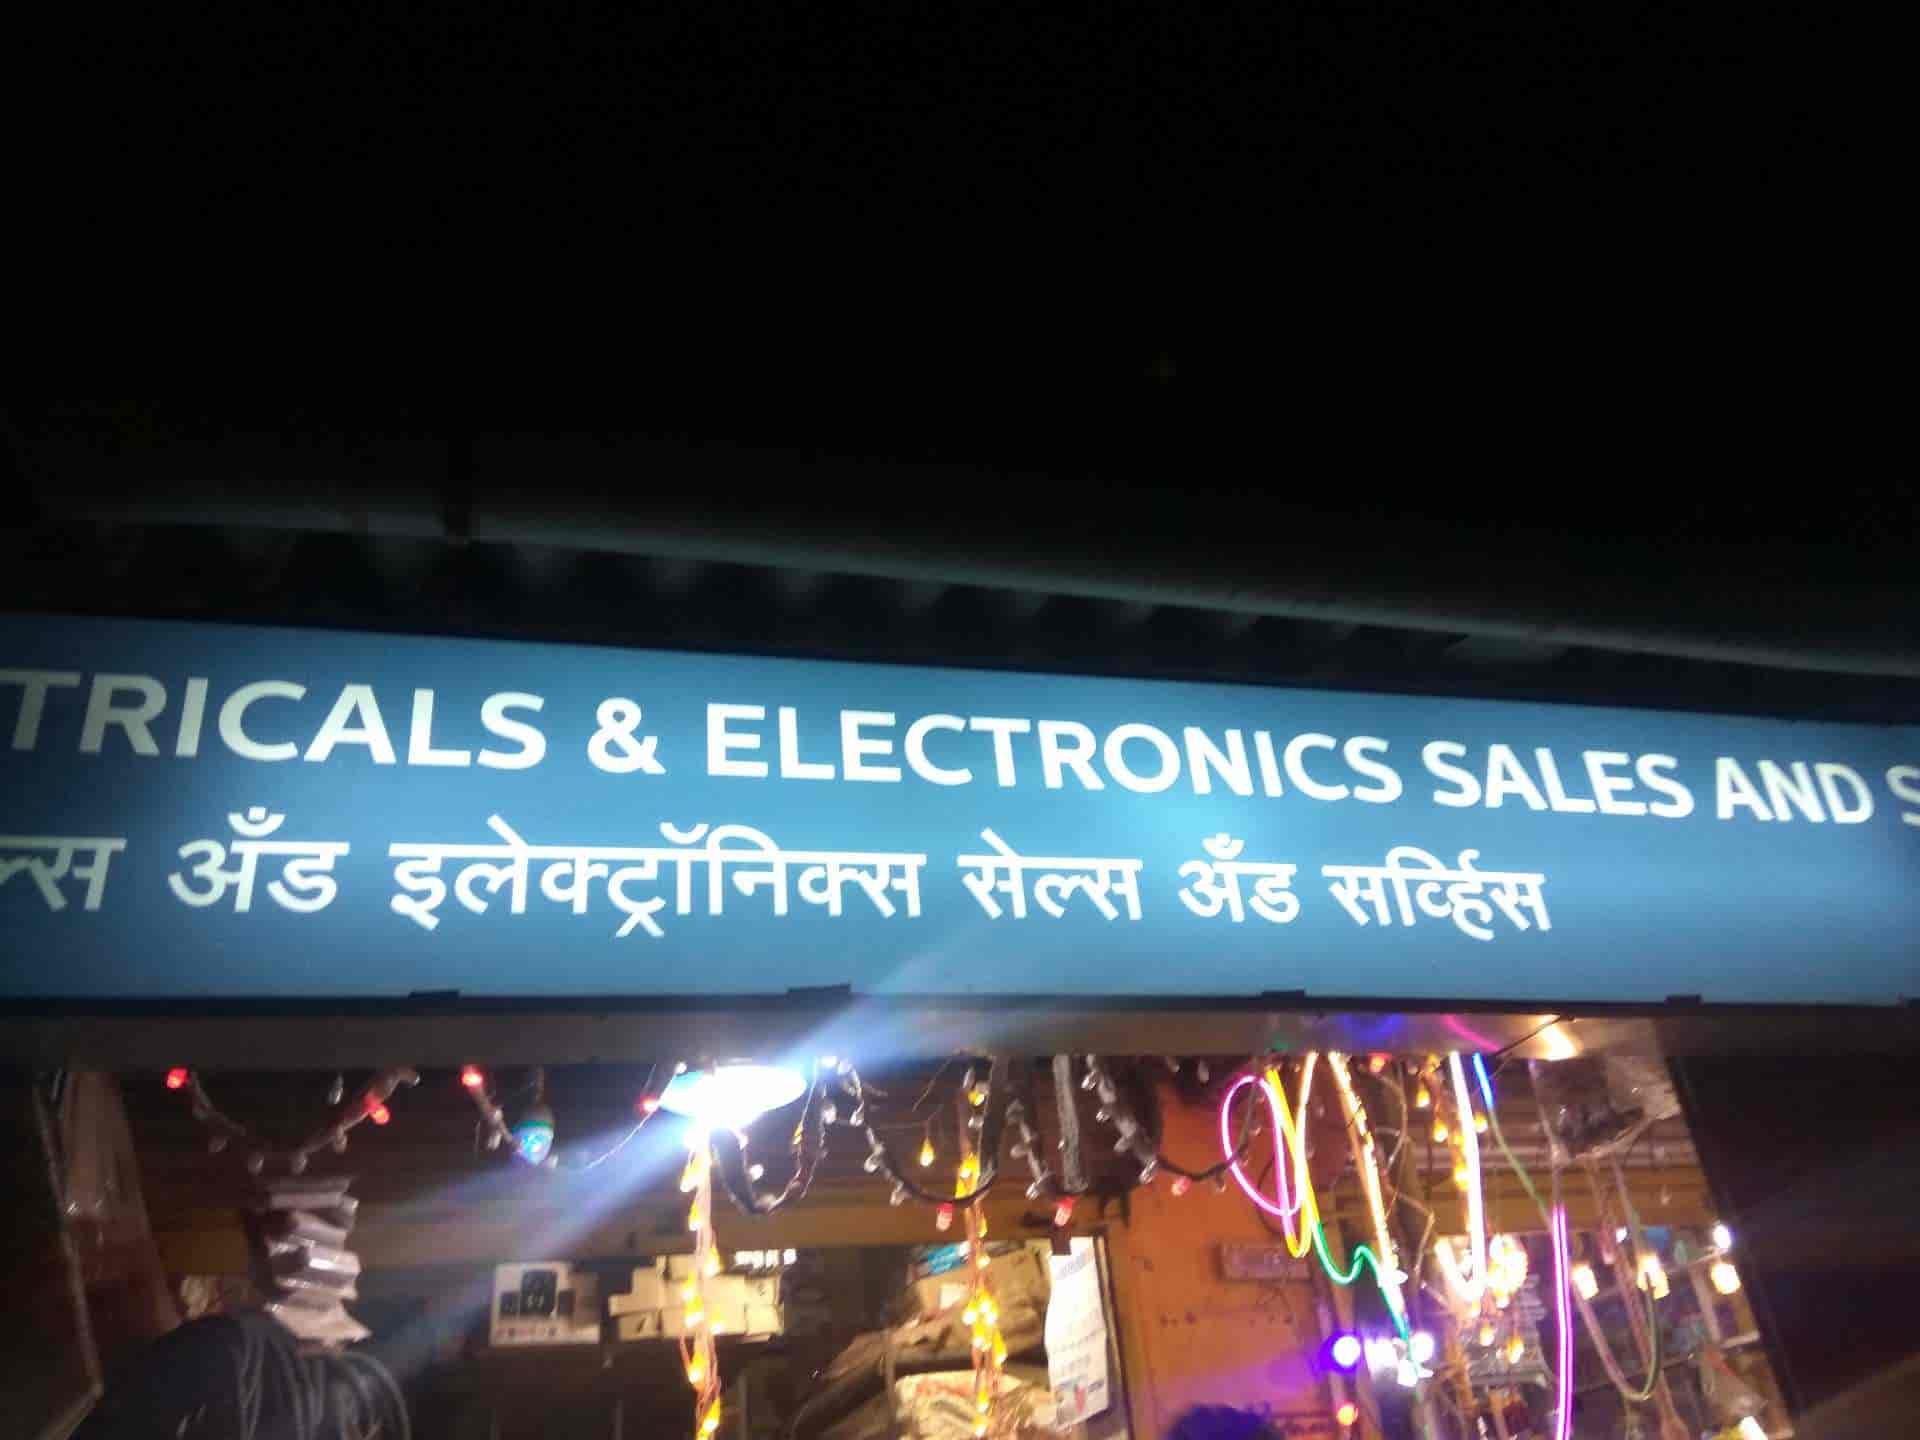 TRICALS & ELECTRONICS SALES AND S
ल्स अँड इलेक्ट्रॉनिक्स सेल्स अँड सर्व्हिस